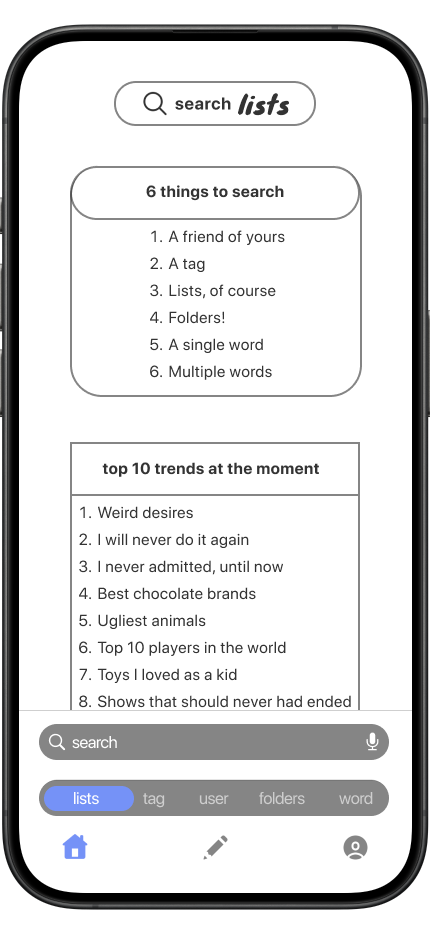 search lists
6 things to search
1. A friend of yours
2. A tag
3. Lists, of course
4. Folders!
5. A single word
6. Multiple words
top 10 trends at the moment
1. Weird desires
2. I will never do it again
3. I never admitted, until now
4. Best chocolate brands
5. Ugliest animals
6. Top 10 players in the world
7. Toys I loved as a kid
8. Shows that should never had ended
search
lists tag user folders word